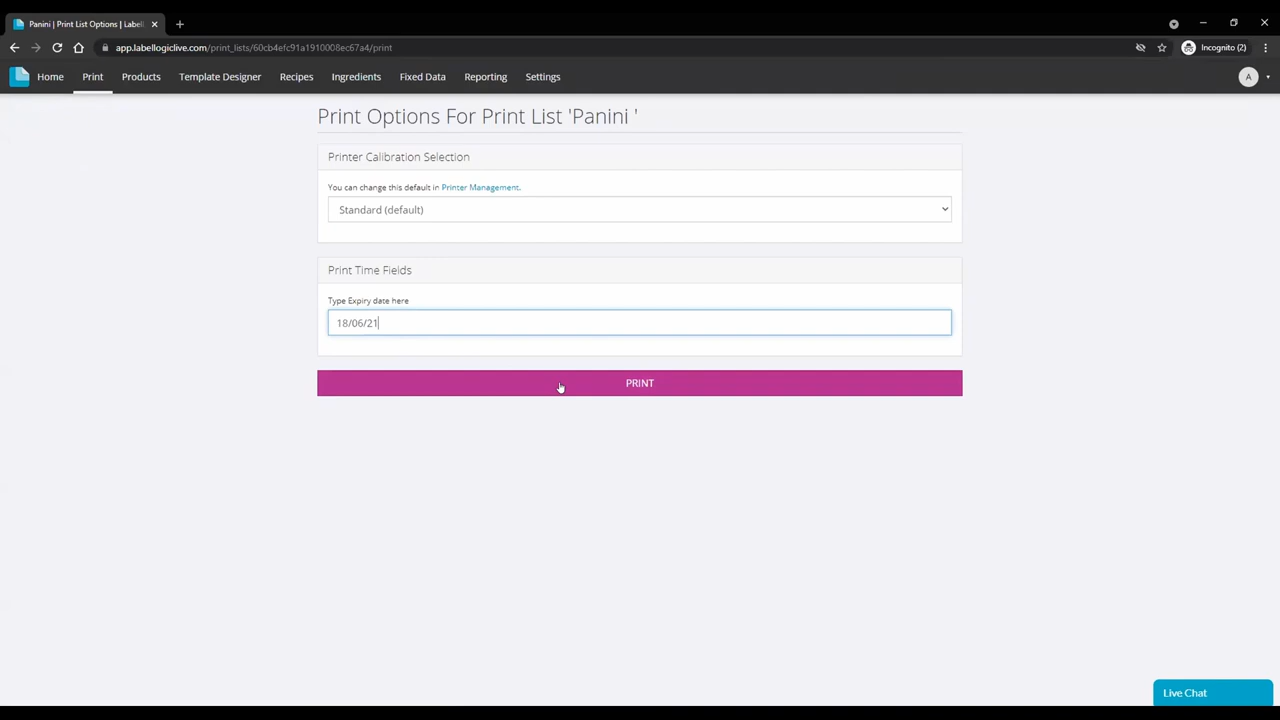 Panini | Print List Options | Labell
Incognito (2)
app.labellogiclive.com/print_lists/60cb4efc91a1910008ec67a4/print
Home Print Products Template Designer Recipes Ingredients Fixed Data Reporting Settings A
Print Options For Print List 'Panini '
Printer Calibration Selection
You can change this default in Printer Management.
Standard (default)
Print Time Fields
Type Expiry date here
18/06/21
PRINT
Live Chat